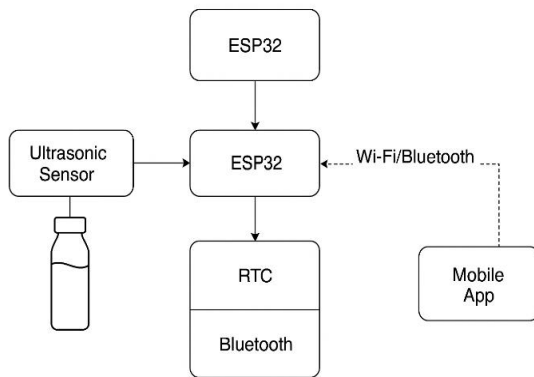 ESP32
Ultrasonic
Sensor
ESP32
Wi-Fi/Bluetooth
RTC
Bluetooth
Mobile
App